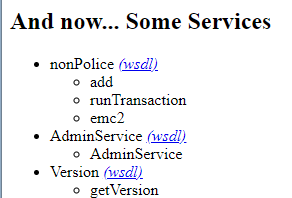 And now... Some Services
nonPolice (wsdl)
add
runTransaction
emc2
AdminService (wsdl)
AdminService
Version (wsdl)
getVersion